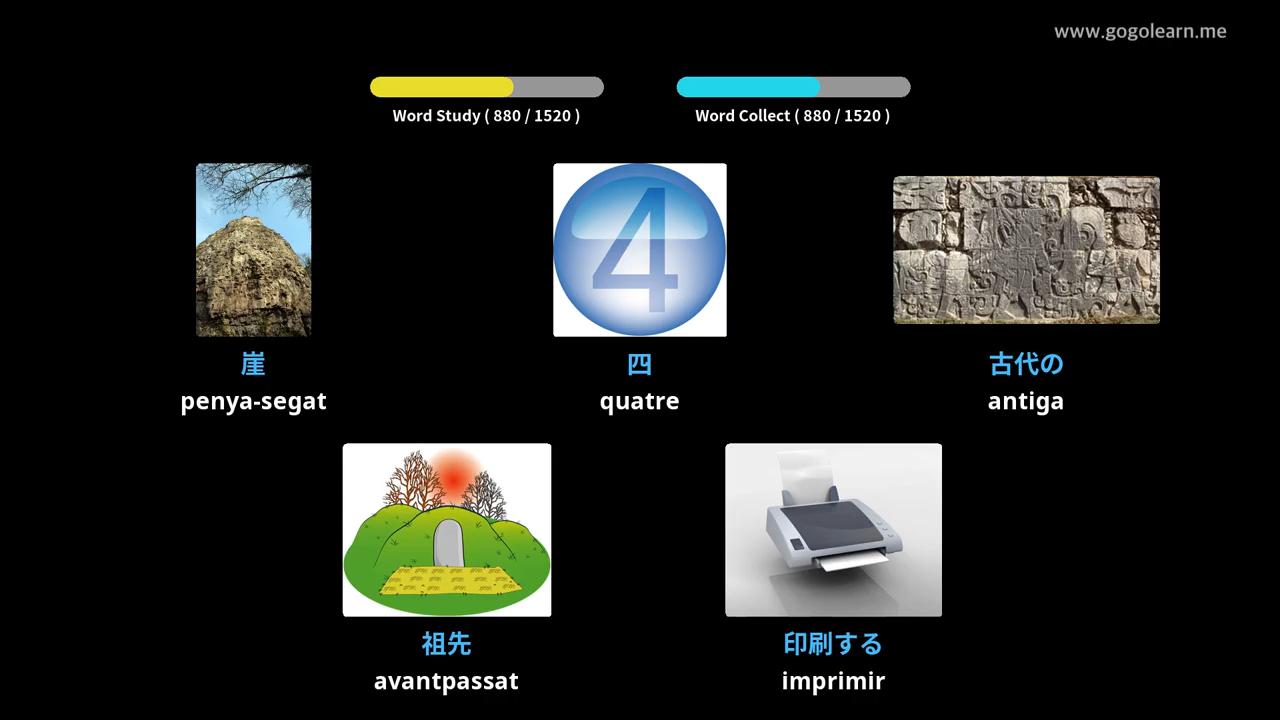 www.gogolearn.me
Word Study ( 880 / 1520 )
Word Collect ( 880 / 1520 )
4
崖
penya-segat
四
quatre
古代の
antiga
祖先
avantpassat
印刷する
imprimir